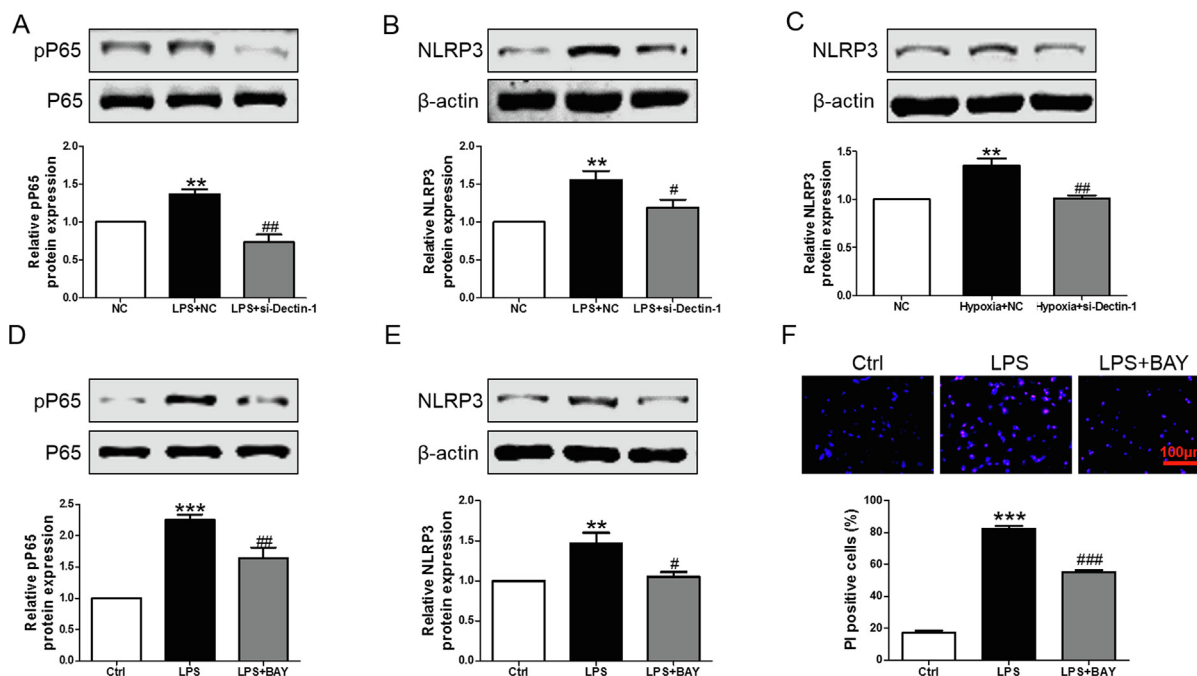 A
pP65
P65
Relative pP65
protein expression
2.0
1.5
1.0
0.5
0.0
**
##
NC
LPS+NC
LPS+si-Dectin-1
B
NLRP3
β-actin
Relative NLRP3
protein expression
2.0
1.5
1.0
0.5
0.0
**
#
NC
LPS+NC
LPS+si-Dectin-1
C
NLRP3
β-actin
Relative NLRP3
protein expression
1.5
1.0
0.5
0.0
**
##
NC
Hypoxia+NC
Hypoxia+si-Dectin-1
D
pP65
P65
Relative pP65
protein expression
2.5
2.0
1.5
1.0
0.5
0.0
***
##
Ctrl
LPS
LPS+BAY
E
NLRP3
β-actin
Relative NLRP3
protein expression
2.0
1.5
1.0
0.5
0.0
**
#
Ctrl
LPS
LPS+BAY
F
Ctrl
LPS
LPS+BAY
100μm
PI positive cells (%)
100
80
60
40
20
0
***
###
Ctrl
LPS
LPS+BAY